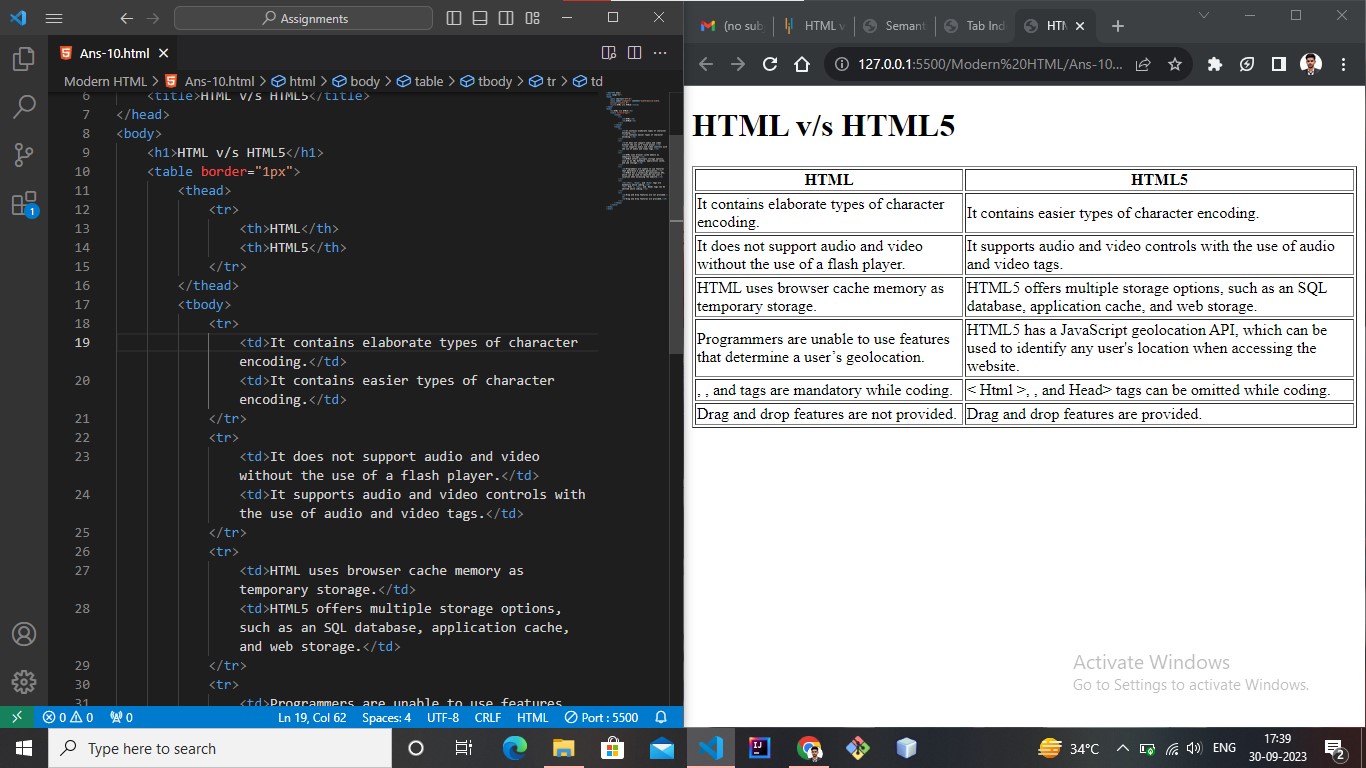 Assignments
Ans-10.html
Modern HTML > Ans-10.html > html > body > table > tbody > tr > td
6 <title>HTML v/s HTML5</title>
7 </head>
8 <body>
9 <h1>HTML v/s HTML5</h1>
10 <table border="1px">
11 <thead>
12 <tr>
13 <th>HTML</th>
14 <th>HTML5</th>
15 </tr>
16 </thead>
17 <tbody>
18 <tr>
19 <td>It contains elaborate types of character
encoding.</td>
20 <td>It contains easier types of character
encoding.</td>
21 </tr>
22 <tr>
23 <td>It does not support audio and video
without the use of a flash player.</td>
24 <td>It supports audio and video controls with
the use of audio and video tags.</td>
25 </tr>
26 <tr>
27 <td>HTML uses browser cache memory as
temporary storage.</td>
28 <td>HTML5 offers multiple storage options,
such as an SQL database, application cache,
and web storage.</td>
29 </tr>
30 <tr>
31 <td>Programmers are unable to use features
1
0 0 0 Ln 19, Col 62 Spaces: 4 UTF-8 CRLF HTML Port : 5500
(no sub HTML v Semant Tab Ind HTM
127.0.0.1:5500/Modern%20HTML/Ans-10...
HTML v/s HTML5
HTML HTML5
It contains elaborate types of character
encoding.
It contains easier types of character encoding.
It does not support audio and video
without the use of a flash player.
It supports audio and video controls with the use of audio
and video tags.
HTML uses browser cache memory as
temporary storage.
HTML5 offers multiple storage options, such as an SQL
database, application cache, and web storage.
Programmers are unable to use features
that determine a user’s geolocation.
HTML5 has a JavaScript geolocation API, which can be
used to identify any user's location when accessing the
website.
, , and tags are mandatory while coding.
< Html >, , and Head> tags can be omitted while coding.
Drag and drop features are not provided.
Drag and drop features are provided.
Activate Windows
Go to Settings to activate Windows.
Type here to search
34°C ENG
17:39
30-09-2023
2